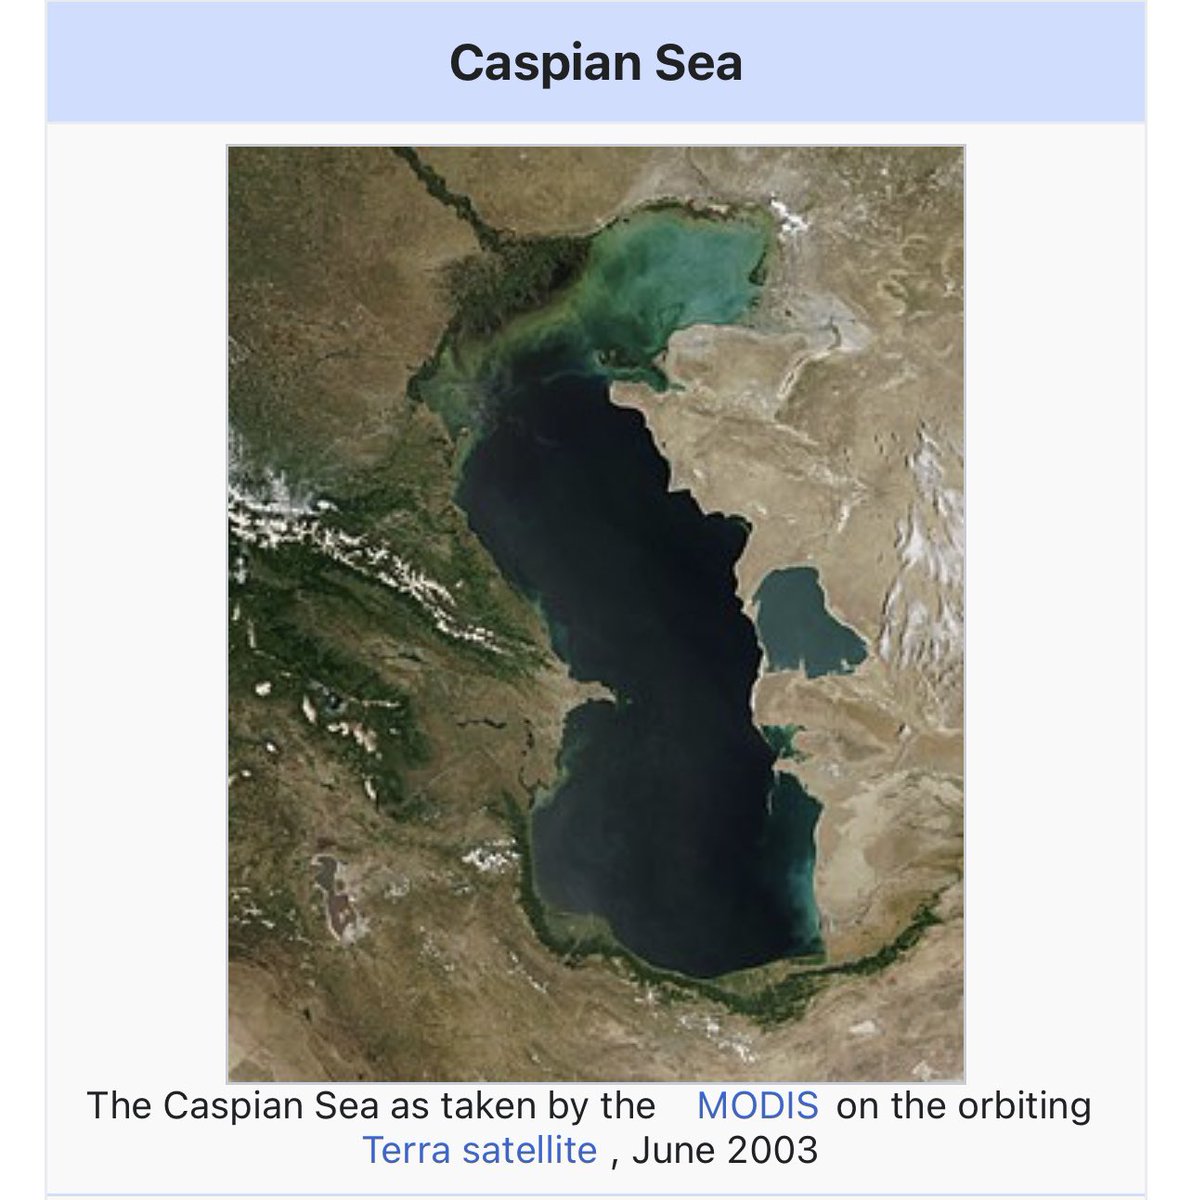 Caspian Sea
The Caspian Sea as taken by the MODIS on the orbiting
Terra satellite , June 2003